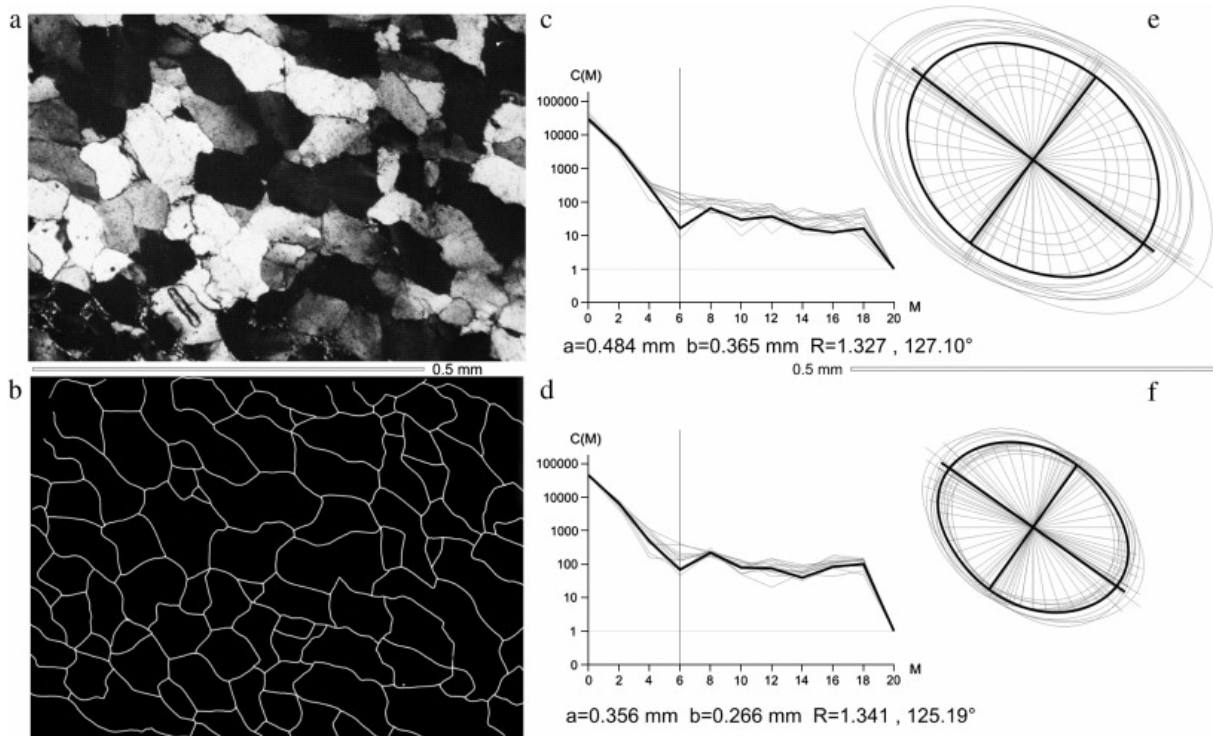 a
0.5 mm
b
c
C(M)
100000
10000
1000
100
10
1
0
0 2 4 6 8 10 12 14 16 18 20
M
a=0.484 mm b=0.365 mm R=1.327 , 127.10°
e
0.5 mm
d
C(M)
100000
10000
1000
100
10
1
0
0 2 4 6 8 10 12 14 16 18 20
M
a=0.356 mm b=0.266 mm R=1.341 , 125.19°
f